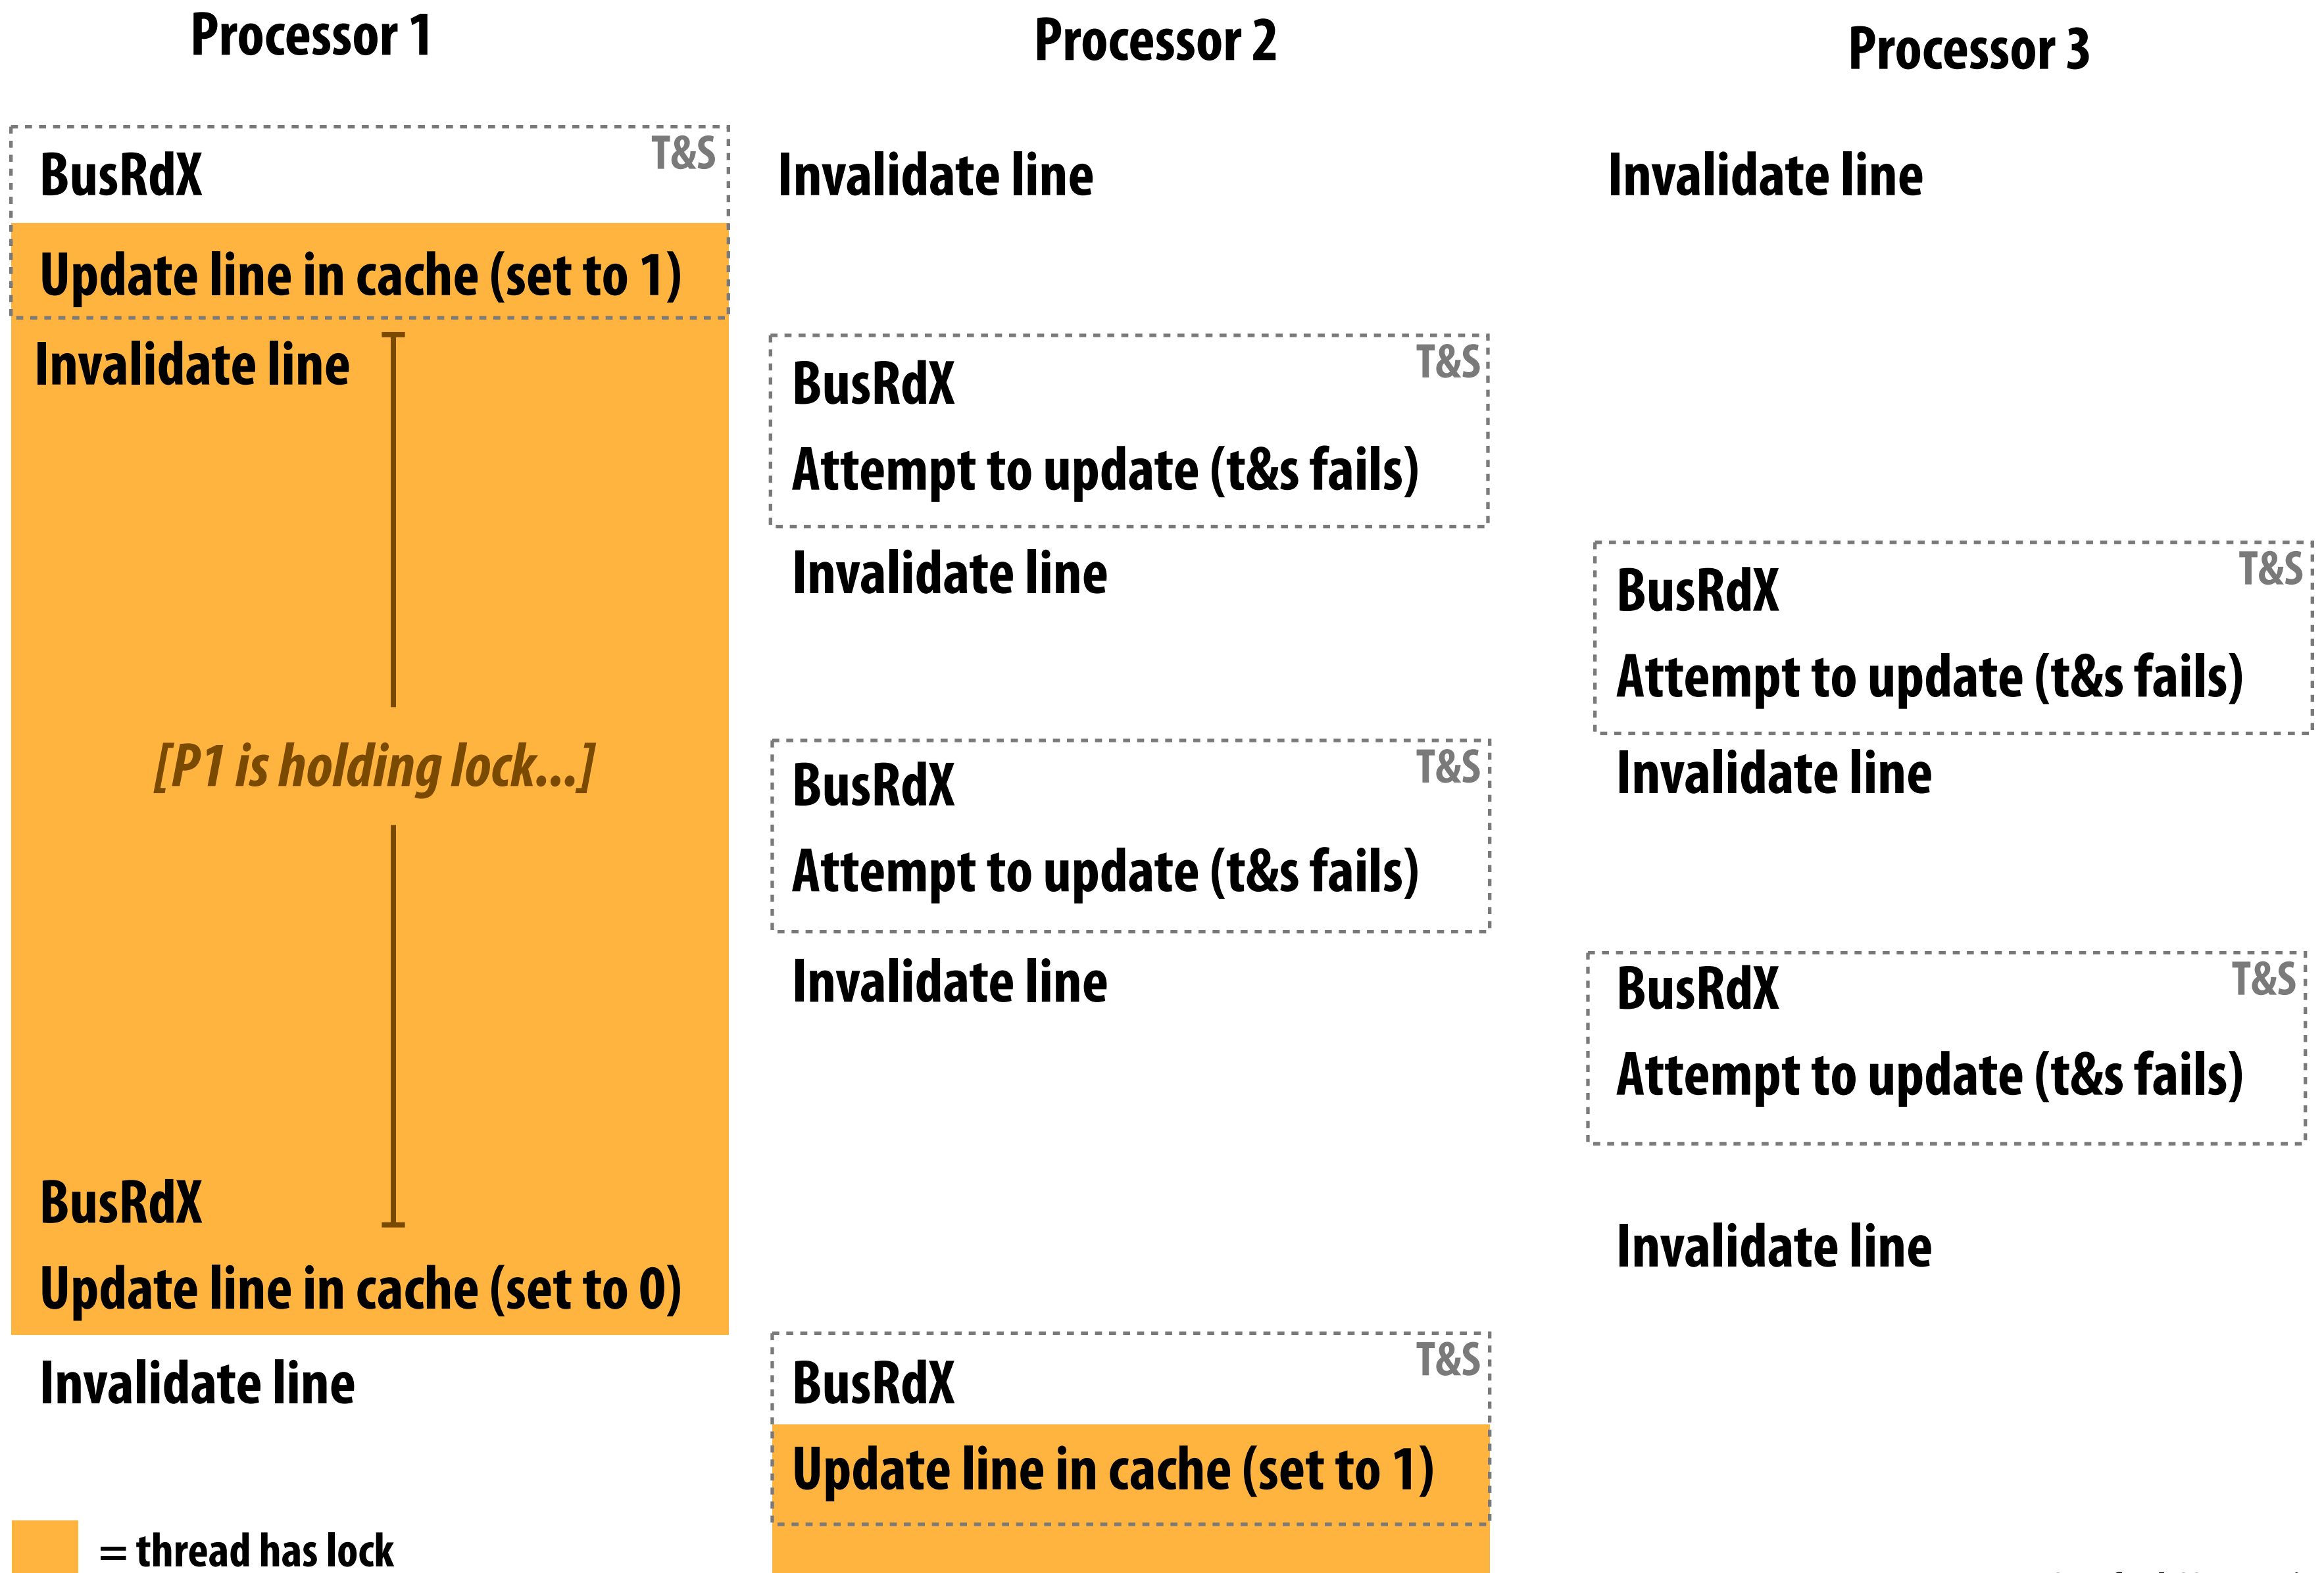 Processor 1
Processor 2
Processor 3
BusRdX
T&S
Invalidate line
Invalidate line
Update line in cache (set to 1)
Invalidate line
BusRdX
T&S
Attempt to update (t&s fails)
Invalidate line
BusRdX
T&S
Attempt to update (t&s fails)
[P1 is holding lock...]
BusRdX
T&S
Invalidate line
Attempt to update (t&s fails)
Invalidate line
BusRdX
T&S
Attempt to update (t&s fails)
BusRdX
Invalidate line
Update line in cache (set to 0)
Invalidate line
BusRdX
T&S
Update line in cache (set to 1)
= thread has lock